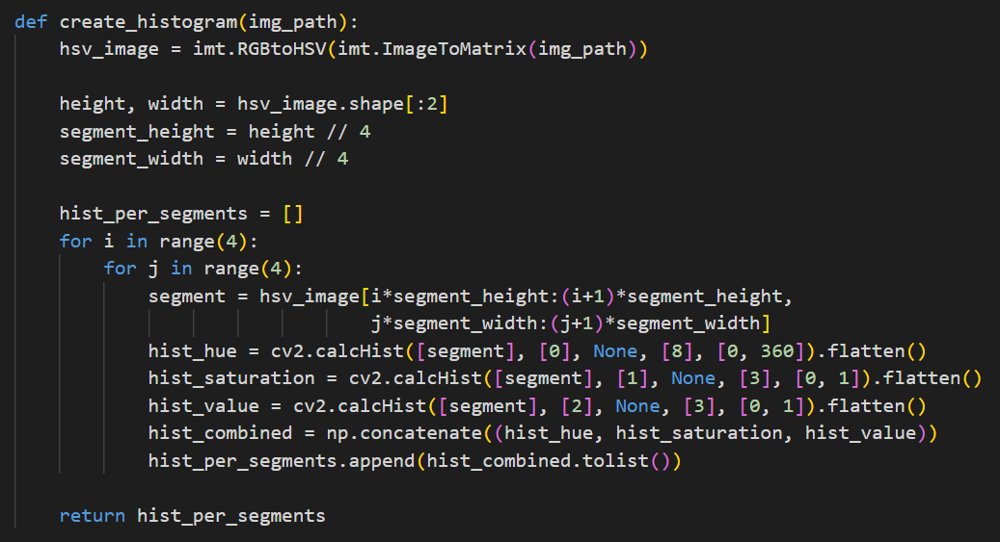 def create_histogram(img_path):
    hsv_image = imt.RGBtoHSV(imt.ImageToMatrix(img_path))

    height, width = hsv_image.shape[:2]
    segment_height = height // 4
    segment_width = width // 4

    hist_per_segments = []
    for i in range(4):
        for j in range(4):
            segment = hsv_image[i*segment_height:(i+1)*segment_height,
                                j*segment_width:(j+1)*segment_width]
            hist_hue = cv2.calcHist([segment], [0], None, [8], [0, 360]).flatten()
            hist_saturation = cv2.calcHist([segment], [1], None, [3], [0, 1]).flatten()
            hist_value = cv2.calcHist([segment], [2], None, [3], [0, 1]).flatten()
            hist_combined = np.concatenate((hist_hue, hist_saturation, hist_value))
            hist_per_segments.append(hist_combined.tolist())

    return hist_per_segments